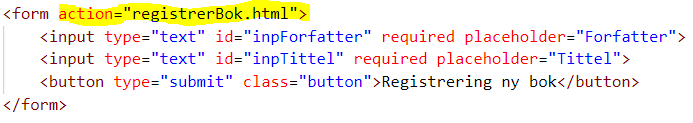 <form action="registrerBok.html">
<input type="text" id="inpForfatter" required placeholder="Forfatter">
<input type="text" id="inpTittel" required placeholder="Tittel">
<button type="submit" class="button">Registrering ny bok</button>
</form>